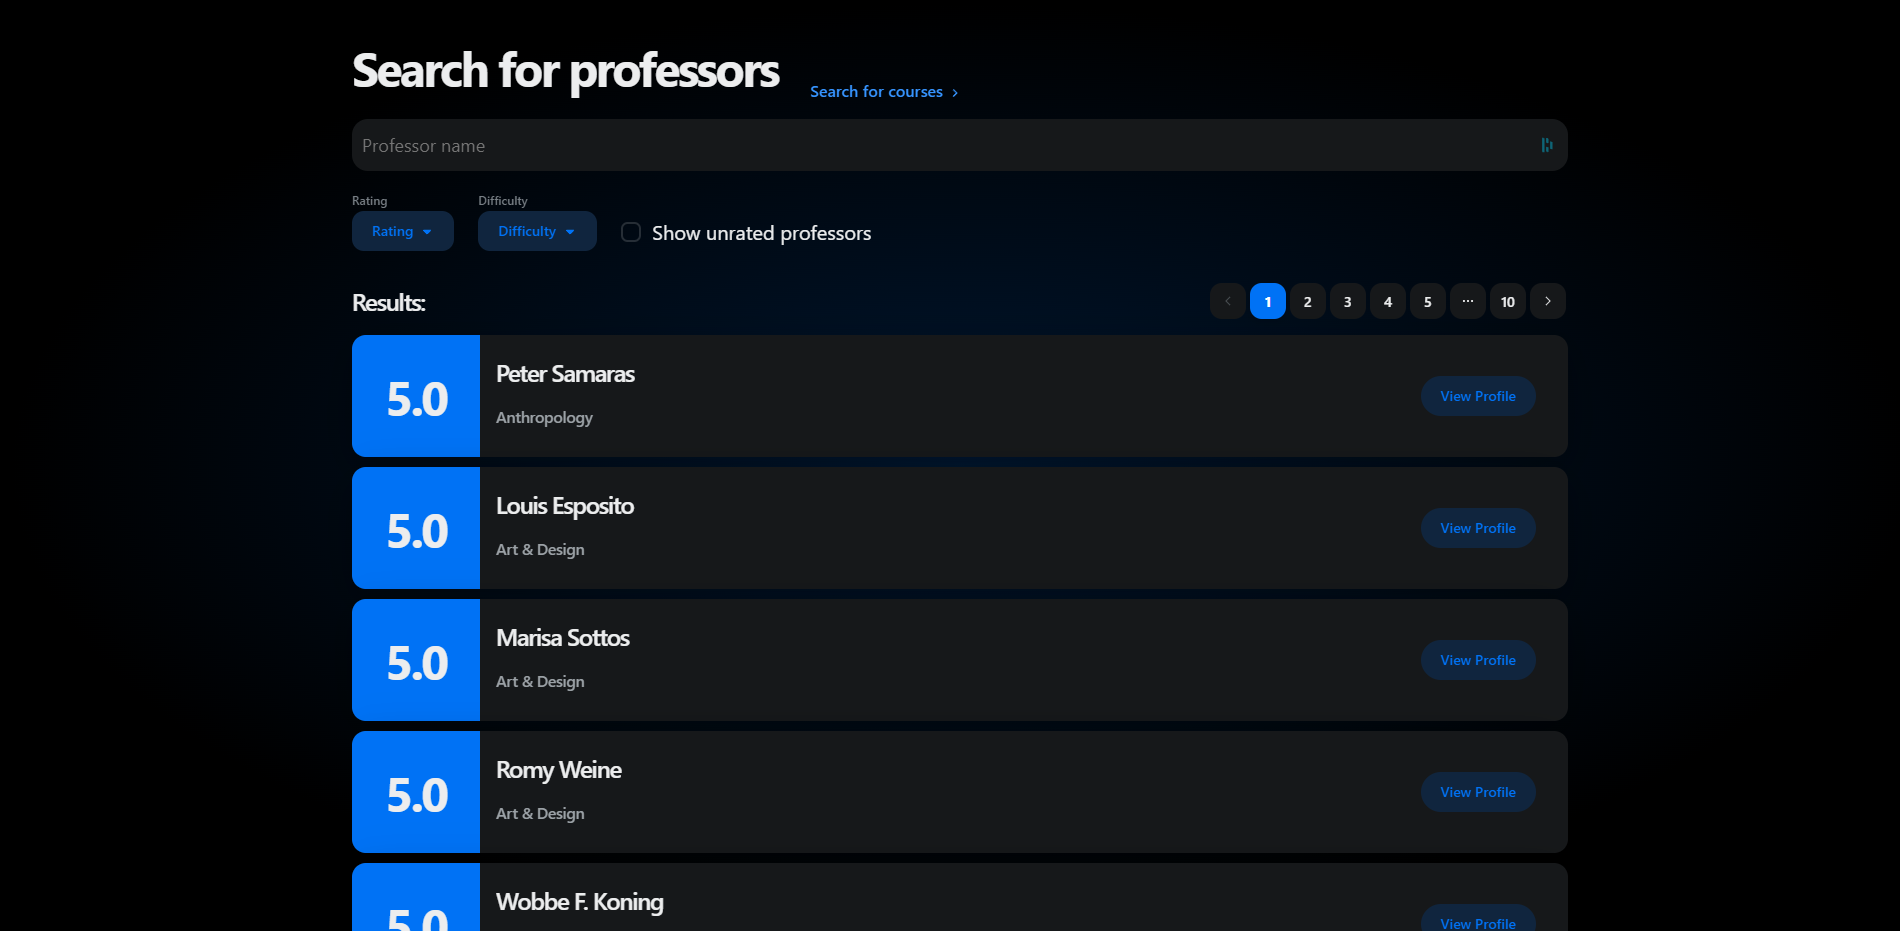 Search for professors
Search for courses ›
Professor name
Rating
Difficulty
Rating
Difficulty
Show unrated professors
Results:
‹ 1 2 3 4 5 ··· 10 ›
5.0
Peter Samaras
Anthropology
View Profile
5.0
Louis Esposito
Art & Design
View Profile
5.0
Marisa Sottos
Art & Design
View Profile
5.0
Romy Weine
Art & Design
View Profile
5.0
Wobbe F. Koning
View Profile